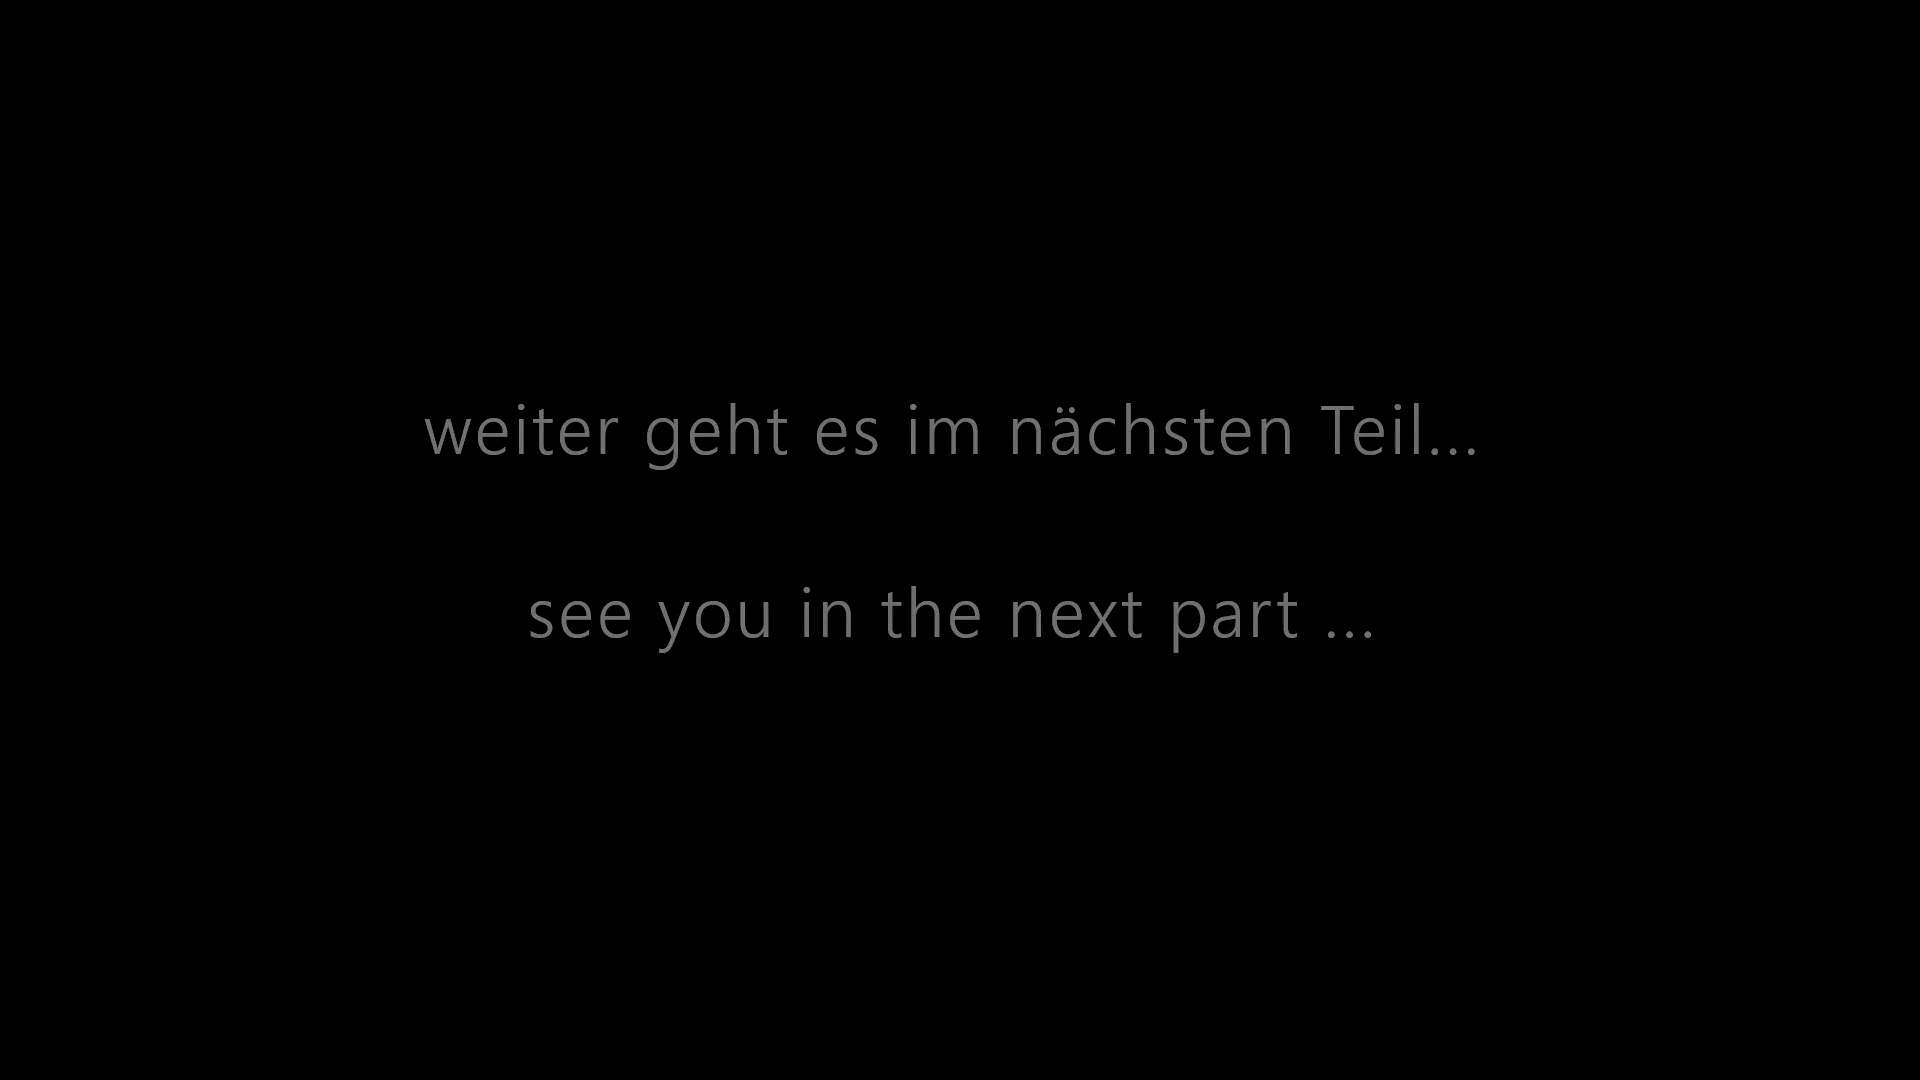 weiter geht es im nächsten Teil...
see you in the next part ...